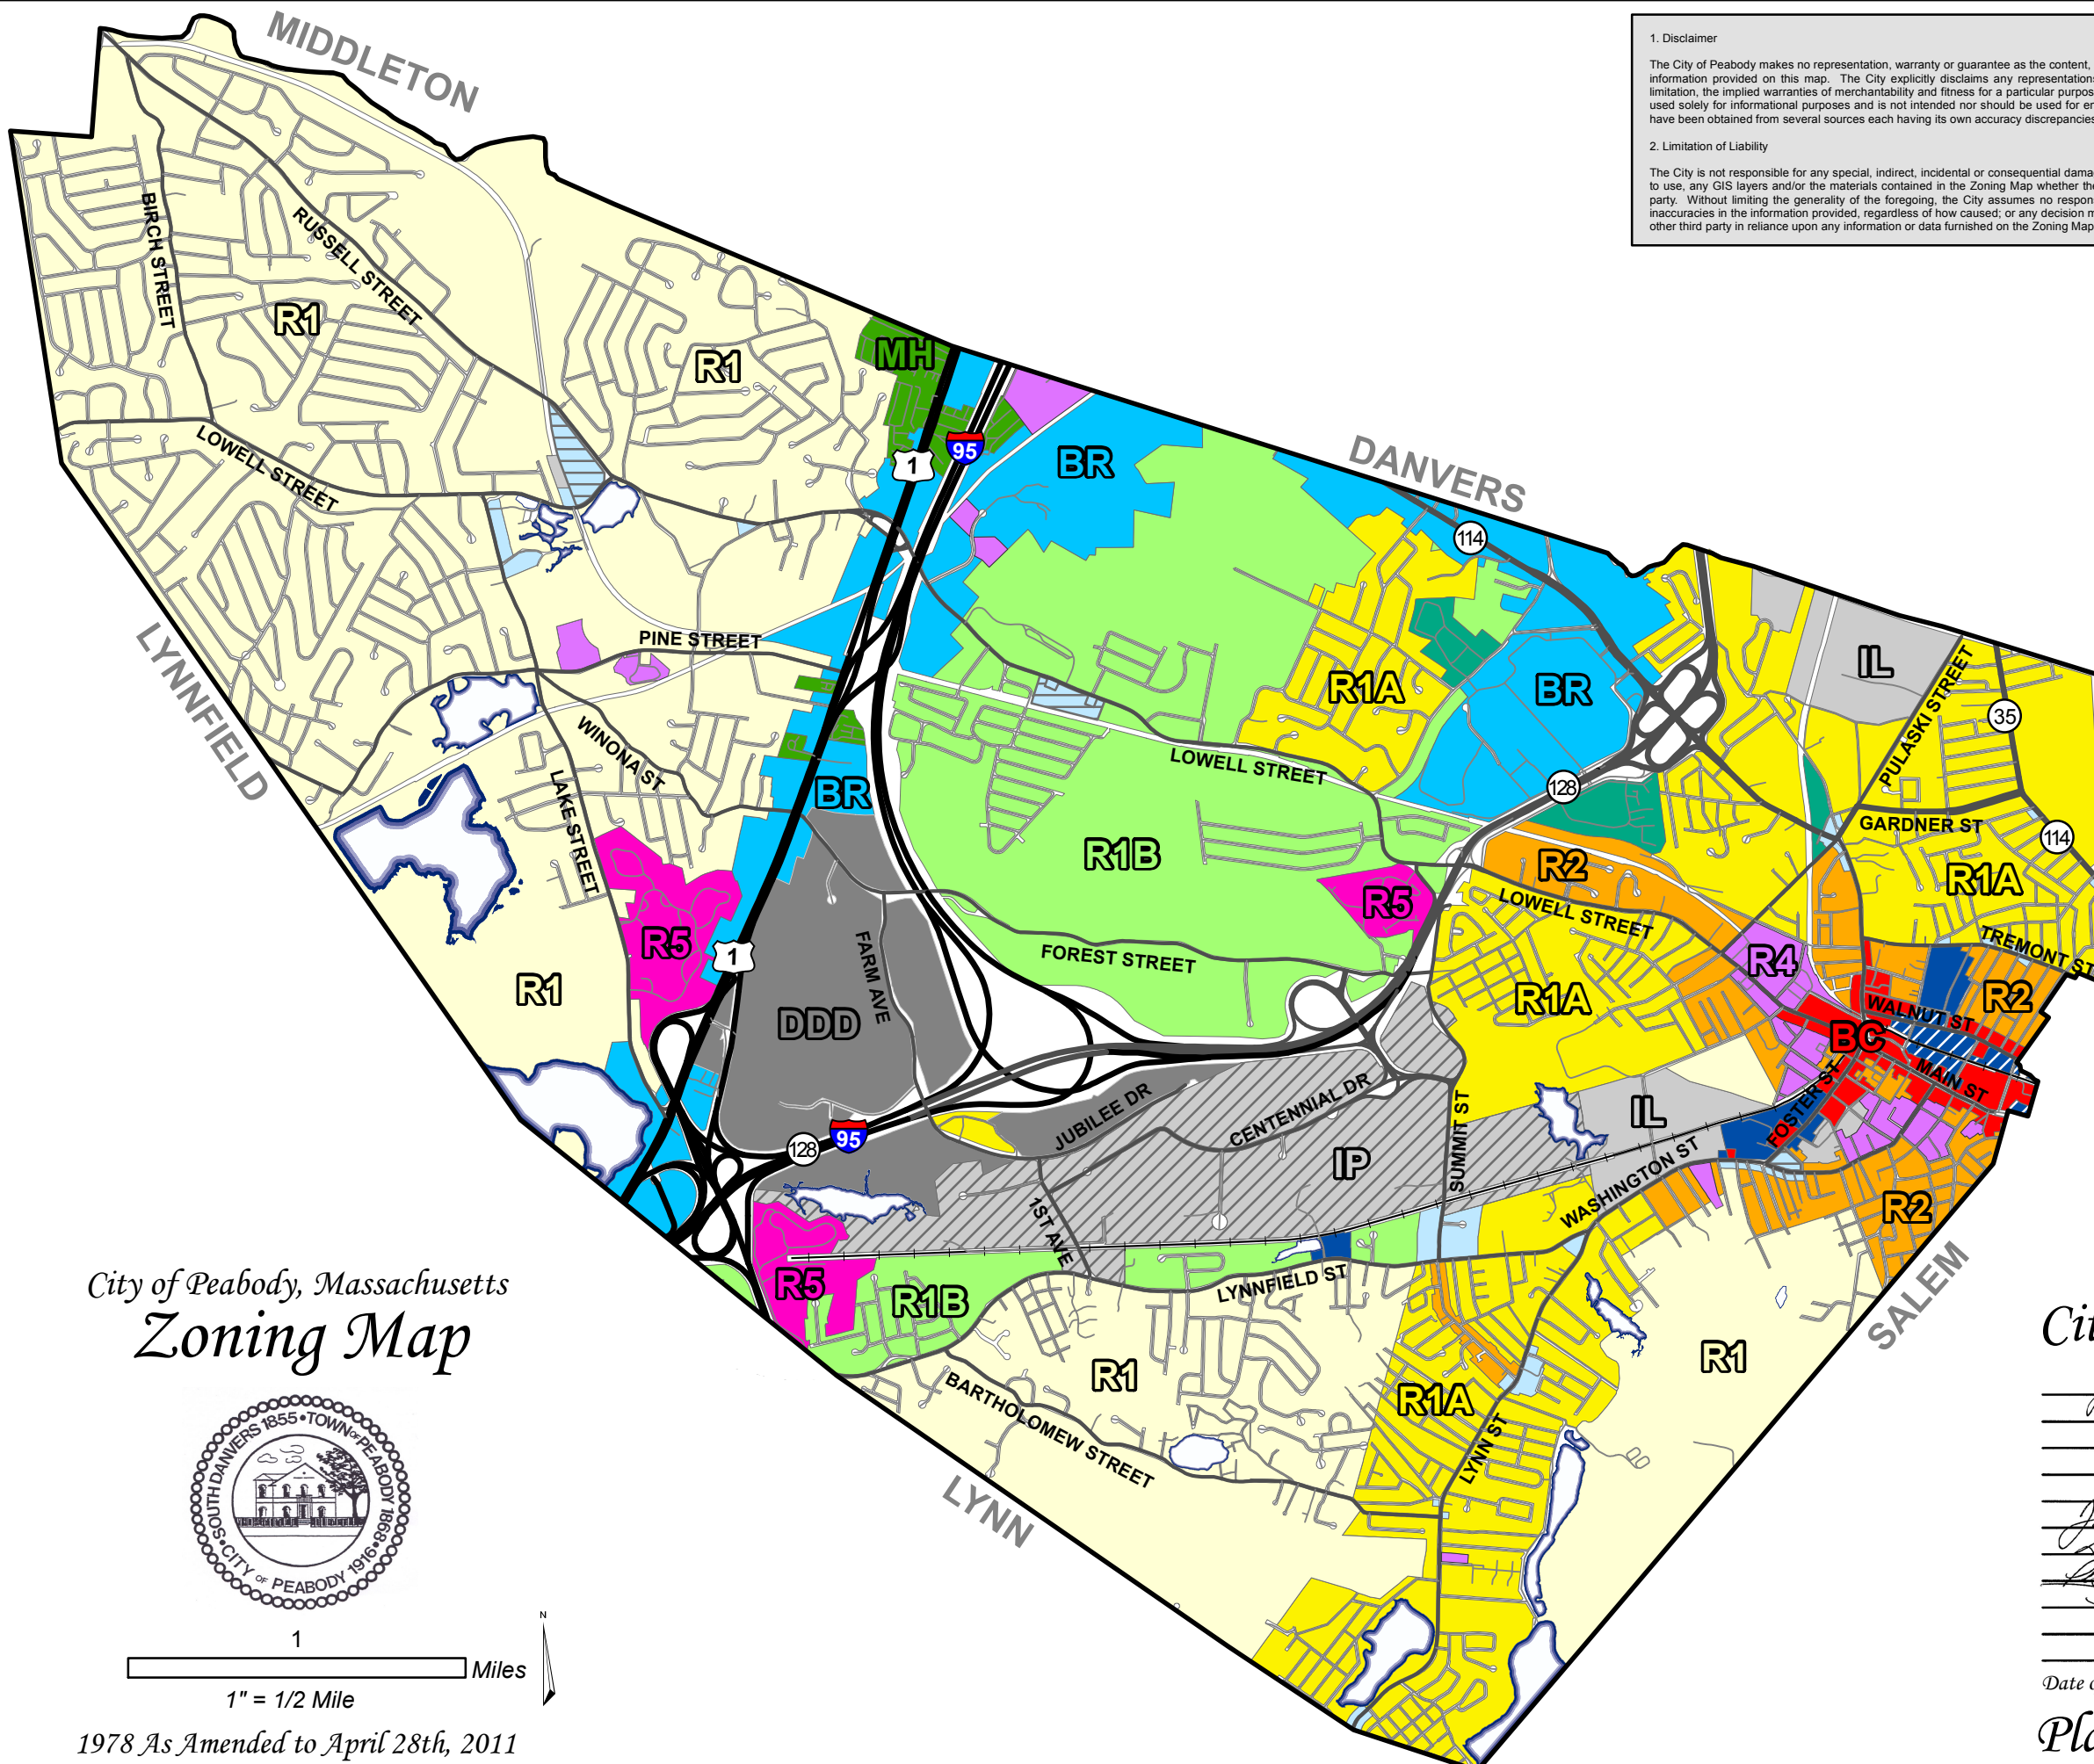 MIDDLETON
1. Disclaimer
The City of Peabody makes no representation, warranty or guarantee as the content,
information provided on this map. The City explicitly disclaims any representations
limitation, the implied warranties of merchantability and fitness for a particular purpos
used solely for informational purposes and is not intended nor should be used for en
have been obtained from several sources each having its own accuracy discrepancies
2. Limitation of Liability
The City is not responsible for any special, indirect, incidental or consequential dama
to use, any GIS layers and/or the materials contained in the Zoning Map whether the
party. Without limiting the generality of the foregoing, the City assumes no respons
inaccuracies in the information provided, regardless of how caused; or any decision m
other third party in reliance upon any information or data furnished on the Zoning Map
BIRCH STREET
RUSSELL STREET
R1
R1
MH
95
1
BR
DANVERS
LOWELL STREET
114
LYNNFIELD
PINE STREET
R1A
BR
IL
PULASKI STREET
35
WINONA ST
LAKE STREET
BR
LOWELL STREET
128
GARDNER ST
114
R1B
R2
R1A
R5
LOWELL STREET
R5
1
FARM AVE
FOREST STREET
R4
TREMONT ST
R1
DDD
R1A
R2
WALNUT ST
BC
MAIN ST
FOSTER ST
JUBILEE DR
CENTENNIAL DR
SUMMIT ST
IL
128
95
IP
WASHINGTON ST
1ST AVE
R2
R5
R1B
LYNNFIELD ST
SALEM
R1
R1
R1A
BARTHOLOMEW STREET
LYNN ST
LYNN
City of Peabody, Massachusetts
Zoning Map
SOUTH DANVERS 1855 • TOWN OF PEABODY 1868 • CITY OF PEABODY 1916
N
1
Miles
1" = 1/2 Mile
1978 As Amended to April 28th, 2011
Cit
Date o
Pla